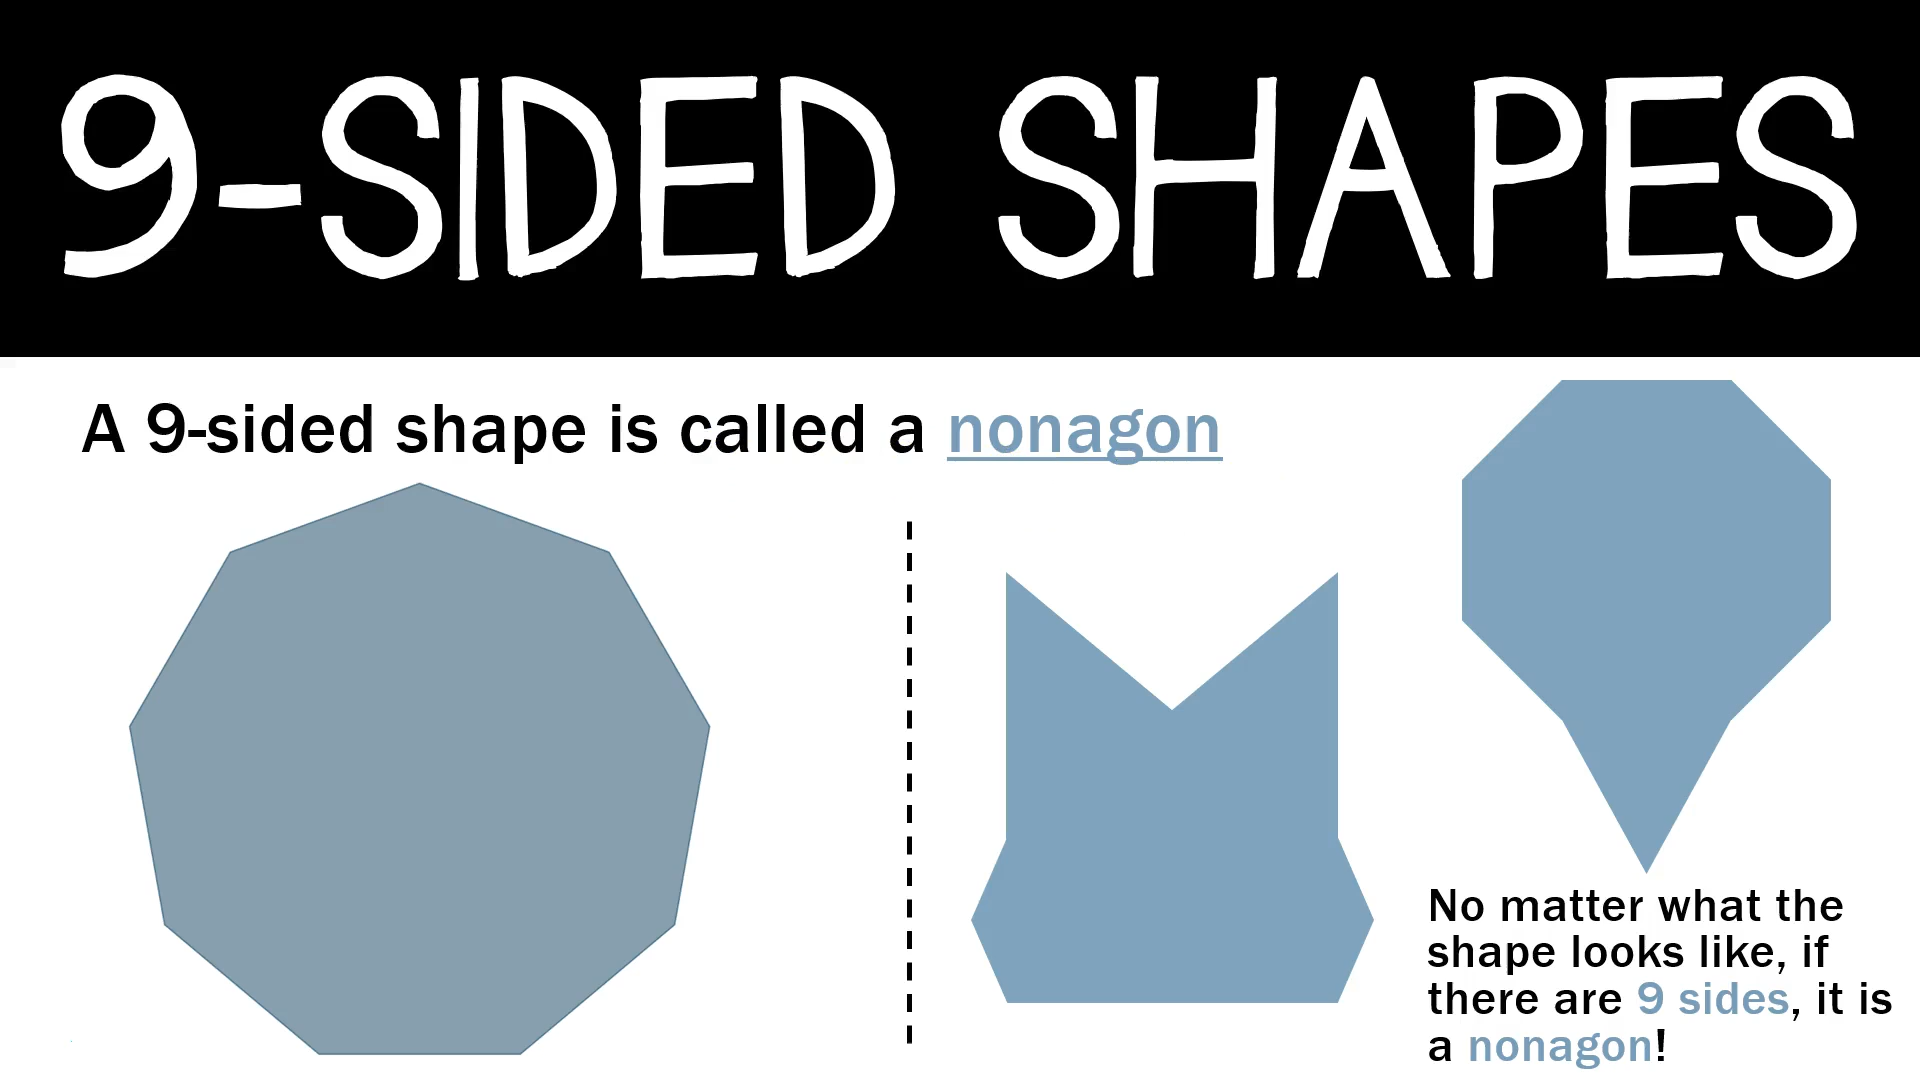 9-SIDED SHAPES
A 9-sided shape is called a nonagon
No matter what the
shape looks like, if
there are 9 sides, it is
a nonagon!